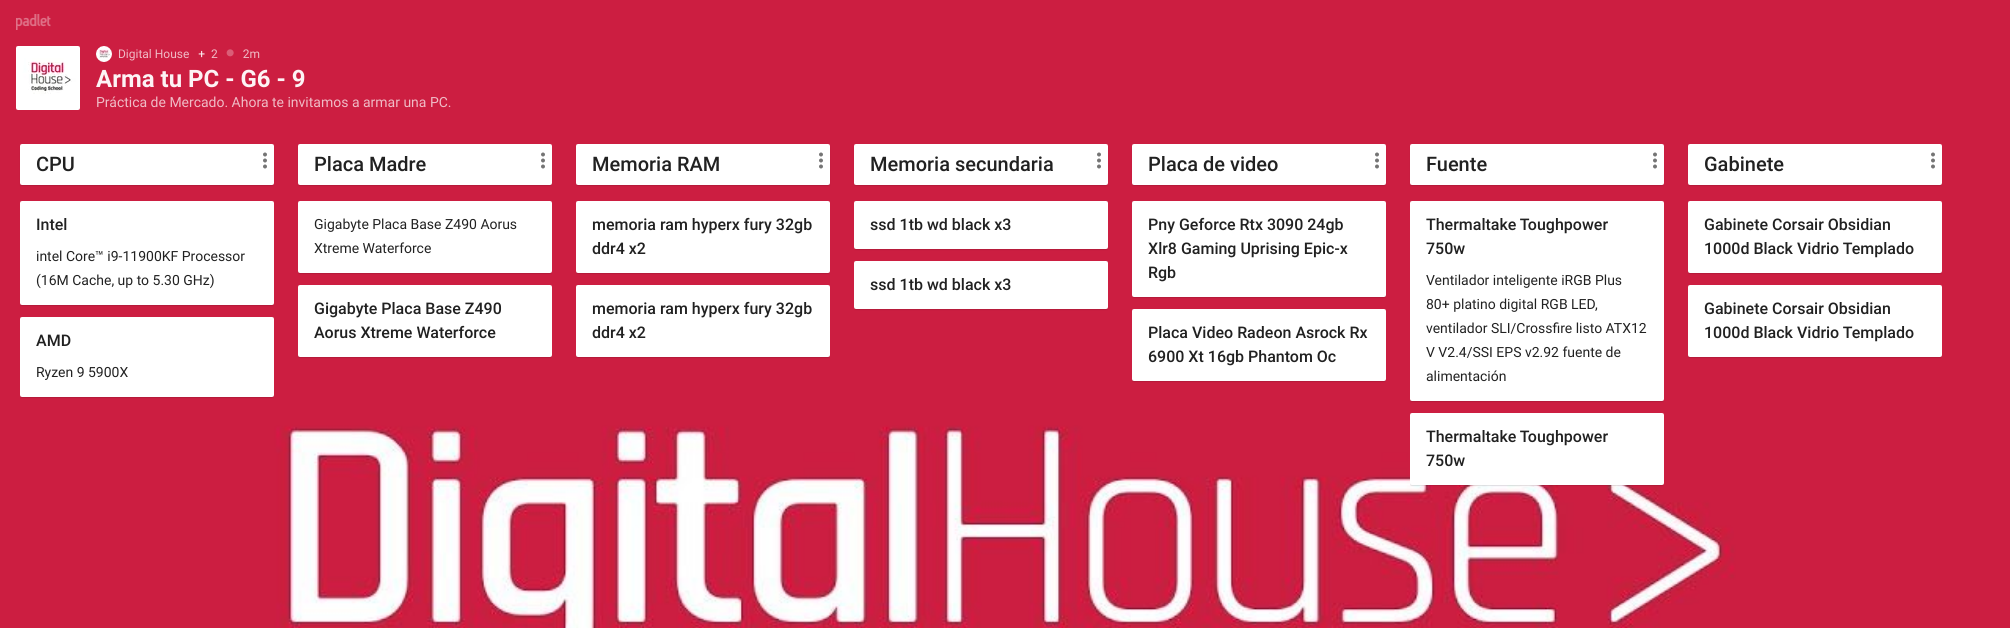 padlet
Digital
House>
Coding School
Digital House + 2 2m
Arma tu PC - G6 - 9
Práctica de Mercado. Ahora te invitamos a armar una PC.
CPU
Intel
intel Core™ i9-11900KF Processor
(16M Cache, up to 5.30 GHz)
AMD
Ryzen 9 5900X
Placa Madre
Gigabyte Placa Base Z490 Aorus
Xtreme Waterforce
Gigabyte Placa Base Z490
Aorus Xtreme Waterforce
Memoria RAM
memoria ram hyperx fury 32gb
ddr4 x2
memoria ram hyperx fury 32gb
ddr4 x2
Memoria secundaria
ssd 1tb wd black x3
ssd 1tb wd black x3
Placa de video
Pny Geforce Rtx 3090 24gb
Xlr8 Gaming Uprising Epic-x
Rgb
Placa Video Radeon Asrock Rx
6900 Xt 16gb Phantom Oc
Fuente
Thermaltake Toughpower
750w
Ventilador inteligente iRGB Plus
80+ platino digital RGB LED,
ventilador SLI/Crossfire listo ATX12
V V2.4/SSI EPS v2.92 fuente de
alimentación
Thermaltake Toughpower
750w
Gabinete
Gabinete Corsair Obsidian
1000d Black Vidrio Templado
Gabinete Corsair Obsidian
1000d Black Vidrio Templado
DigitalHouse>